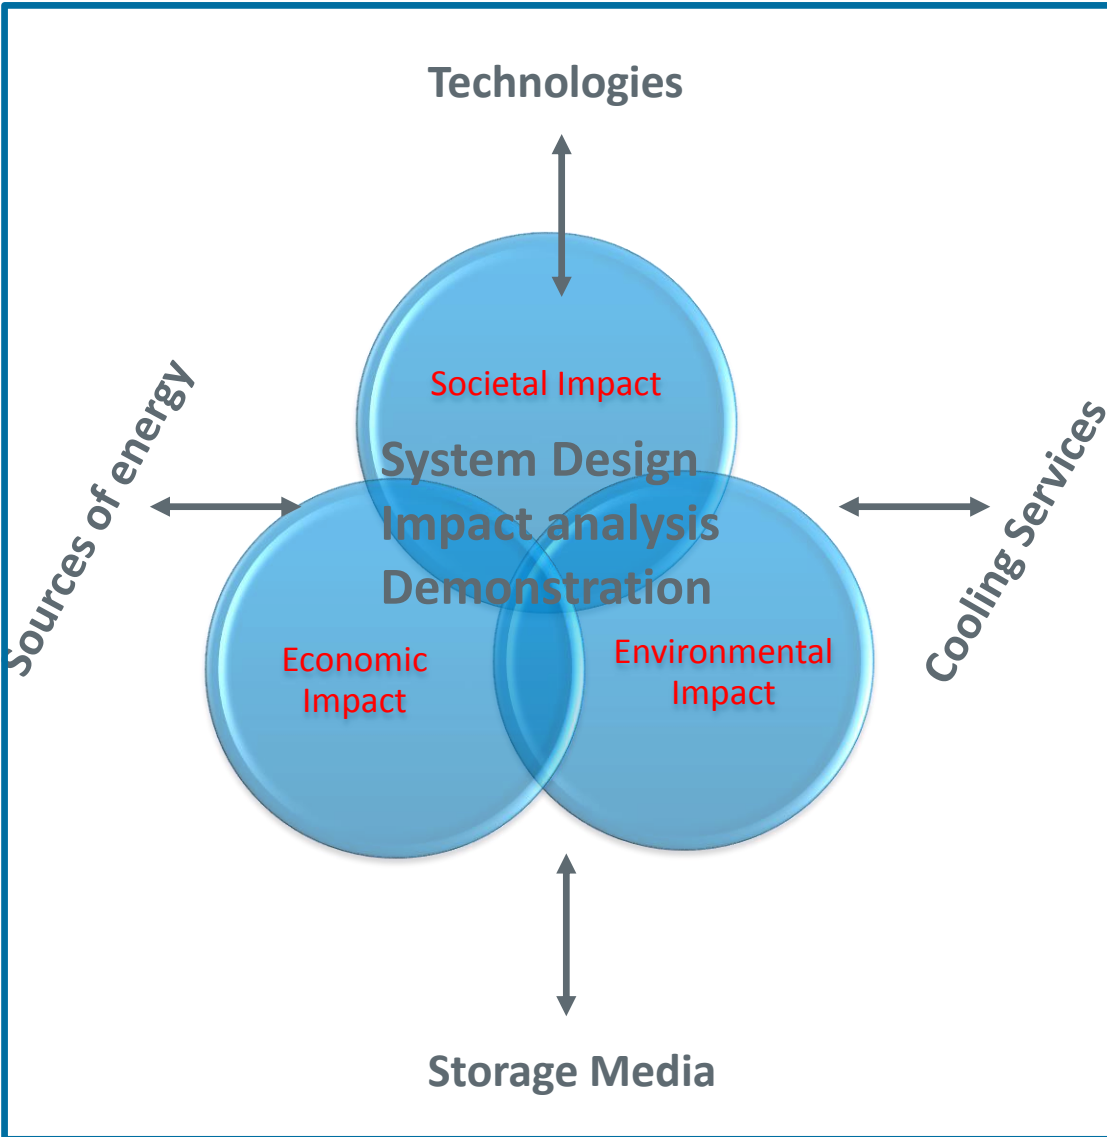 Technologies
Societal Impact
Sources of energy
Cooling Services
System Design
Impact analysis
Demonstration
Economic
Impact
Environmental
Impact
Storage Media